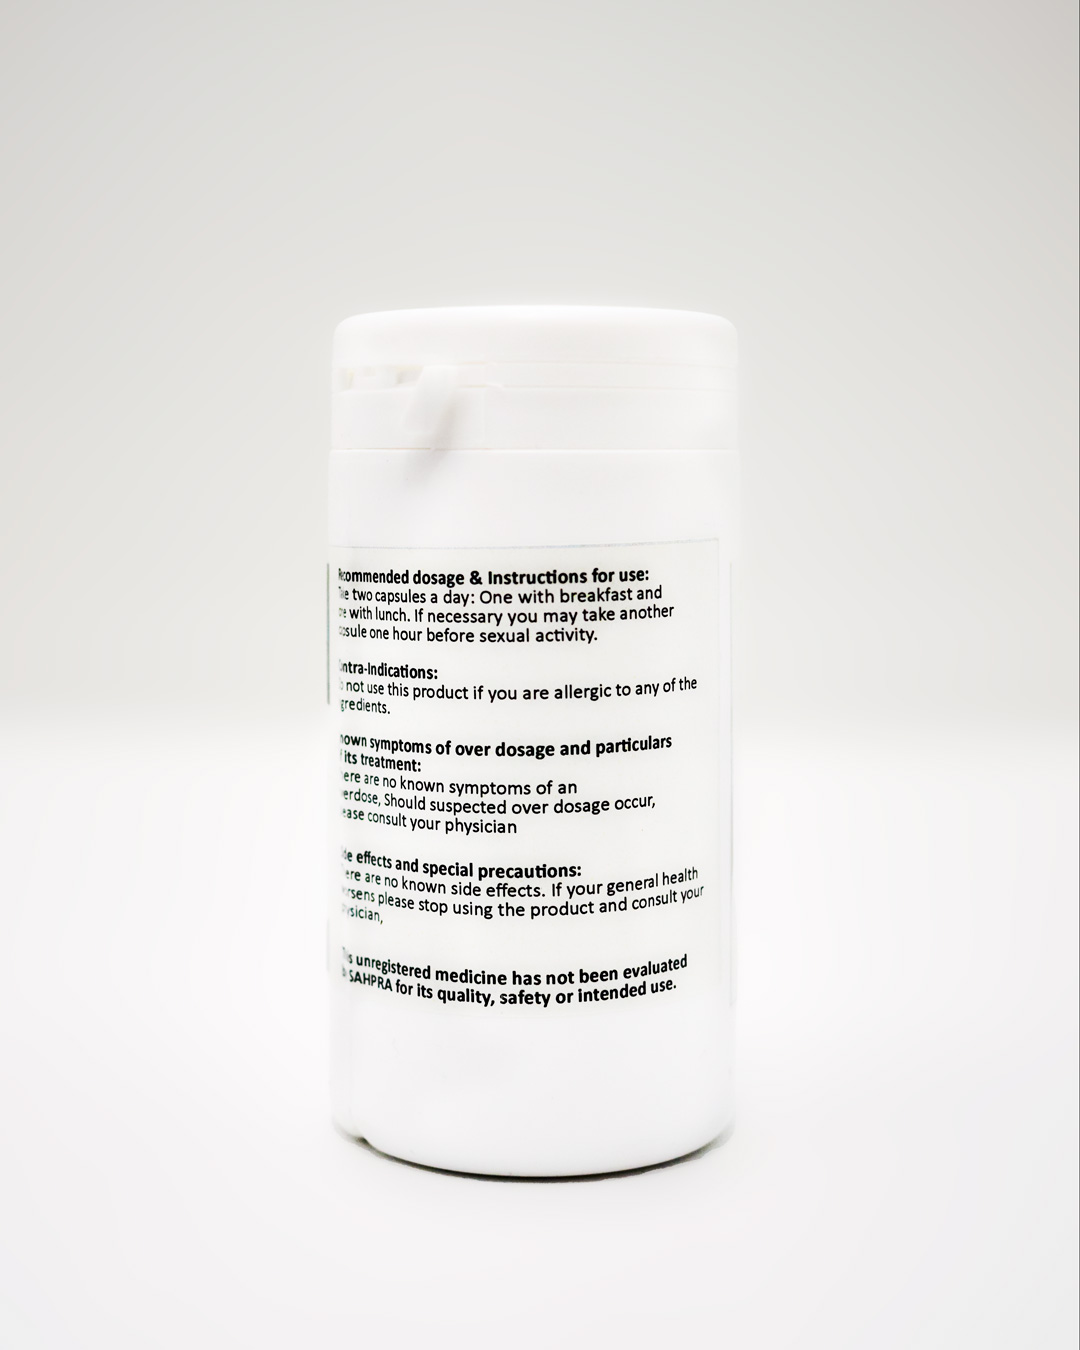 Recommended dosage & Instructions for use:
Take two capsules a day: One with breakfast and
one with lunch. If necessary you may take another
capsule one hour before sexual activity.
Contra-Indications:
Do not use this product if you are allergic to any of the
ingredients.
Known symptoms of over dosage and particulars
of its treatment:
There are no known symptoms of an
overdose, Should suspected over dosage occur,
please consult your physician
Side effects and special precautions:
There are no known side effects. If your general health
worsens please stop using the product and consult your
physician,
This unregistered medicine has not been evaluated
by SAHPRA for its quality, safety or intended use.